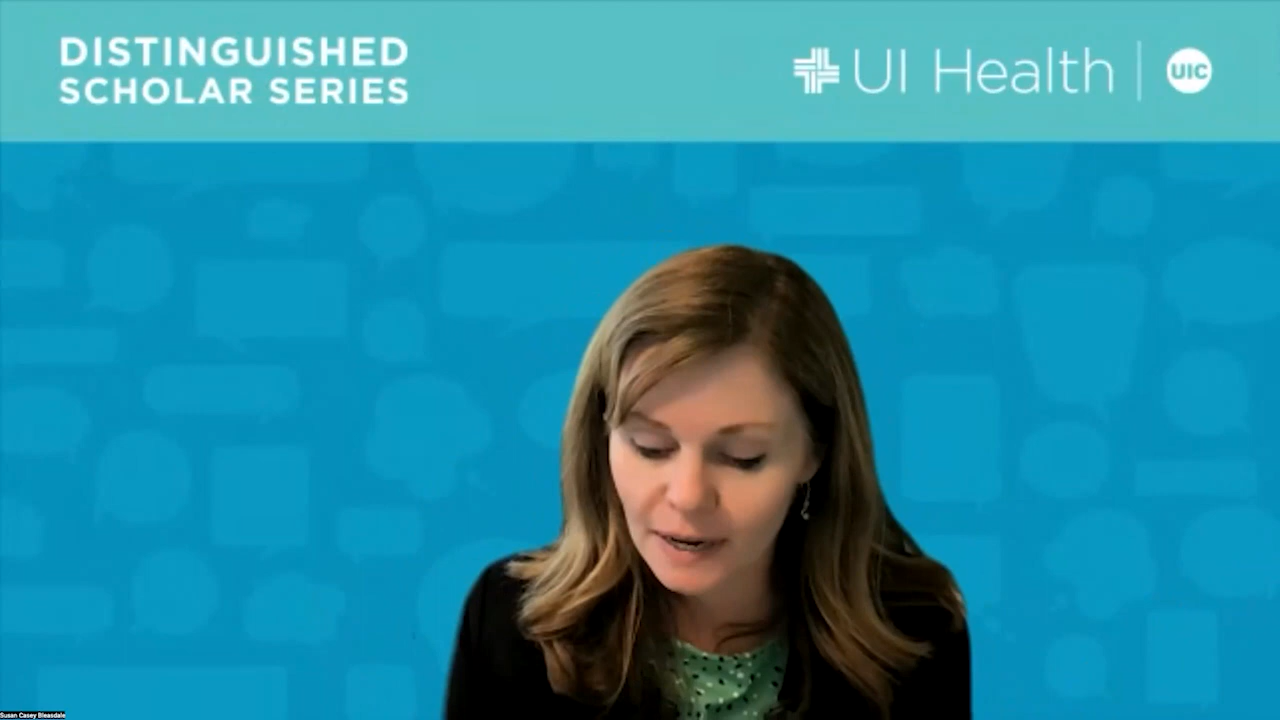 DISTINGUISHED
SCHOLAR SERIES
UI Health
UIC
Susan Casey Bleasdale